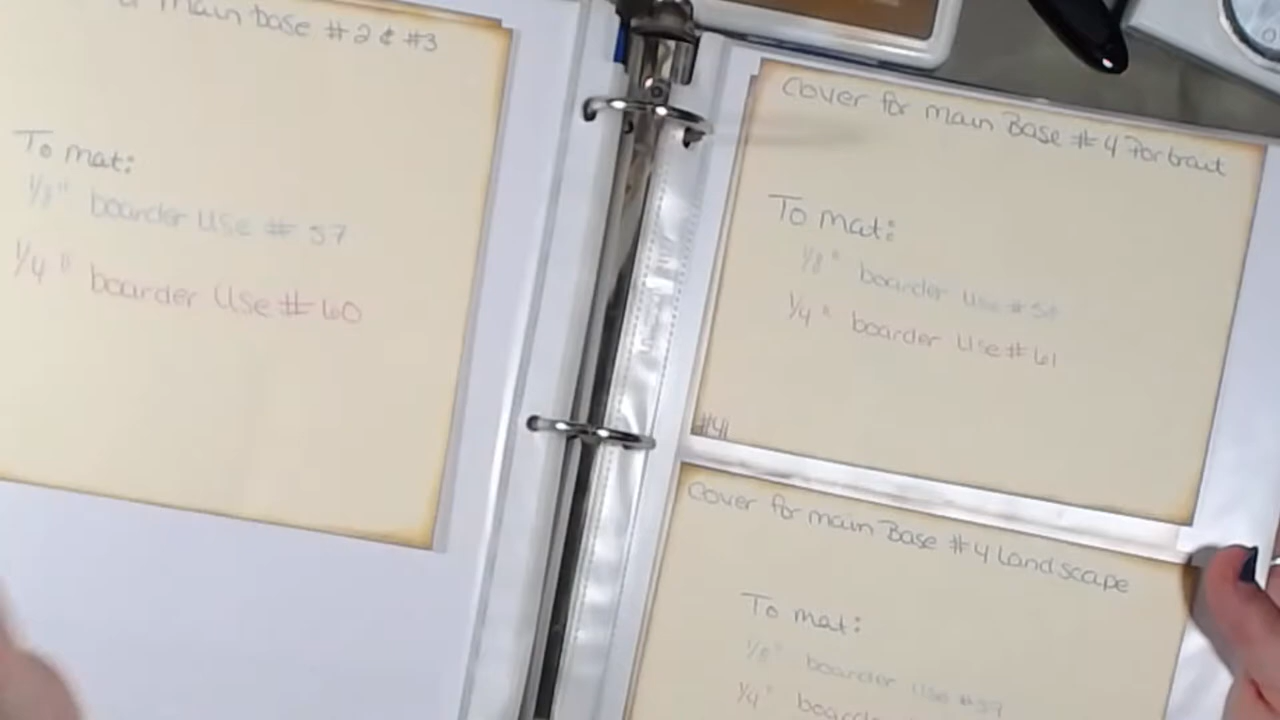 main base #2 & #3
To mat:
1/8" boarder Use # 57
1/4" boarder Use # 60
Cover for main Base #4 Portrait
To mat:
1/8" boarder Use #58
1/4" boarder Use # 61
#41
Cover for main Base #4 Landscape
To mat:
1/8" boarder Use #59
1/4" boarder